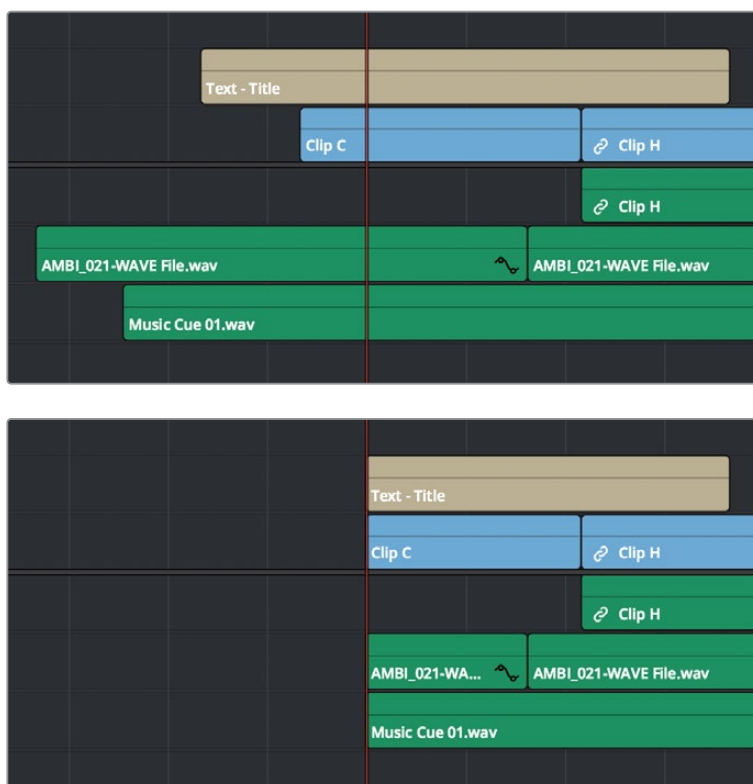 Text - Title
Clip C
Clip H
Clip H
AMBI_021-WAVE File.wav
AMBI_021-WAVE File.wav
Music Cue 01.wav
Text - Title
Clip C
Clip H
Clip H
AMBI_021-WA...
AMBI_021-WAVE File.wav
Music Cue 01.wav